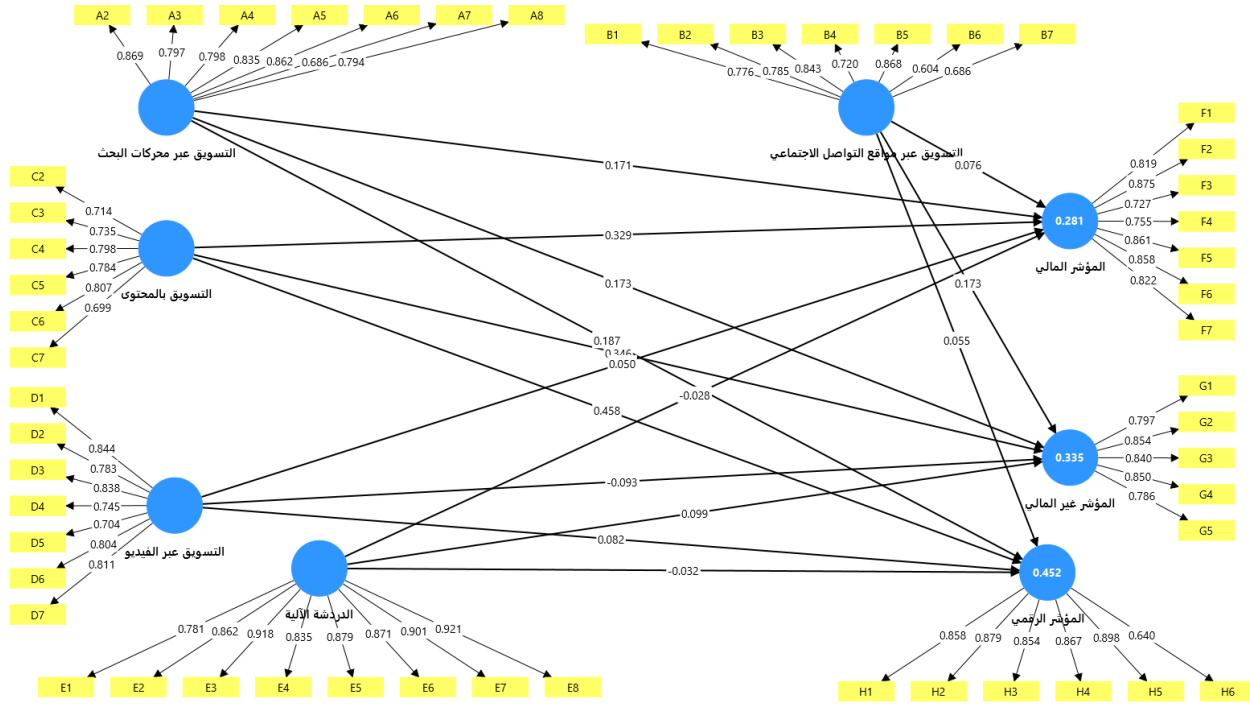 A2 A3 A4 A5 A6 A7 A8
0.869 0.797 0.798 0.835 0.862 0.686 0.794
التسويق عبر محركات البحث
B1 B2 B3 B4 B5 B6 B7
0.776 0.785 0.843 0.720 0.868 0.604 0.686
التسويق عبر مواقع التواصل الاجتماعي
C2
C3
C4
C5
C6
C7
0.714
0.735
0.798
0.784
0.807
0.699
التسويق بالمحتوى
D1
D2
D3
D4
D5
D6
D7
0.844
0.783
0.838
0.745
0.704
0.804
0.811
التسويق عبر الفيديو
الدردشة الآلية
0.781 0.862 0.918 0.835 0.879 0.871 0.901 0.921
E1 E2 E3 E4 E5 E6 E7 E8
0.171
0.076
0.329
0.173
0.173
0.187
0.346
0.050
0.055
-0.028
0.458
-0.093
0.099
0.082
-0.032
0.281
المؤشر المالي
F1
F2
F3
F4
F5
F6
F7
0.819
0.875
0.727
0.755
0.861
0.858
0.822
0.335
المؤشر غير المالي
G1
G2
G3
G4
G5
0.797
0.854
0.840
0.850
0.786
0.452
المؤشر الرقمي
0.858 0.879 0.854 0.867 0.898 0.640
H1 H2 H3 H4 H5 H6